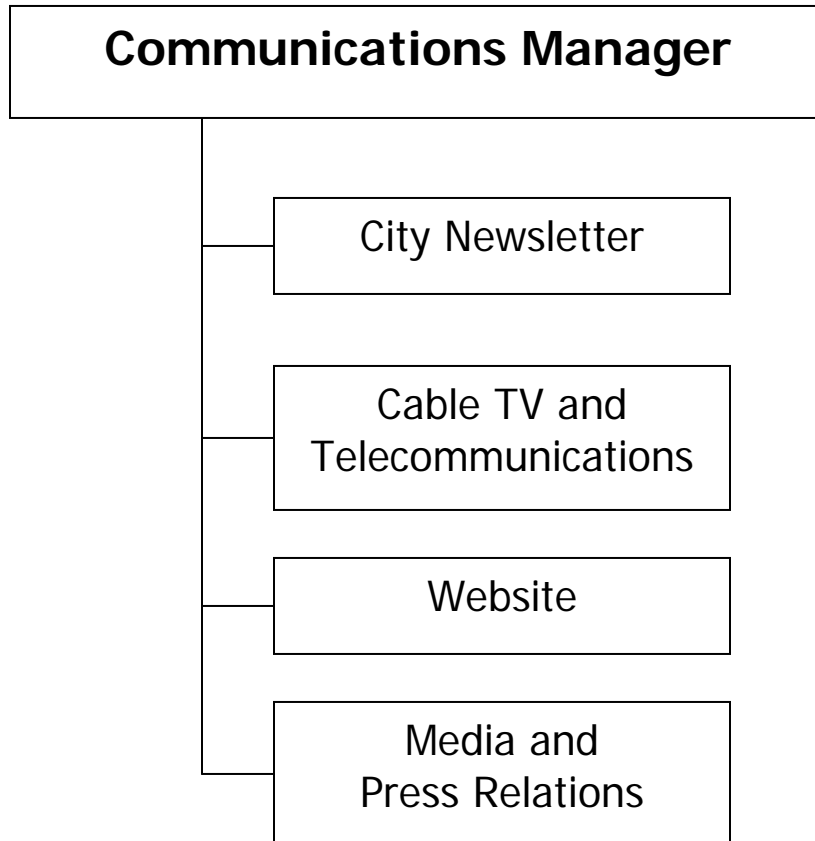 Communications Manager
City Newsletter
Cable TV and
Telecommunications
Website
Media and
Press Relations